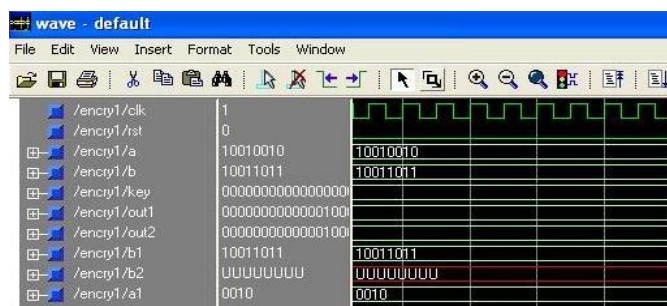 wave - default
File Edit View Insert Format Tools Window
/encry1/clk 1
/encry1/rst 0
/encry1/a 10010010 10010010
/encry1/b 10011011 10011011
/encry1/key 0000000000000000
/encry1/out1 0000000000000100
/encry1/out2 0000000000000100
/encry1/b1 10011011 10011011
/encry1/b2 UUUUUUUU UUUUUUUU
/encry1/a1 0010 0010